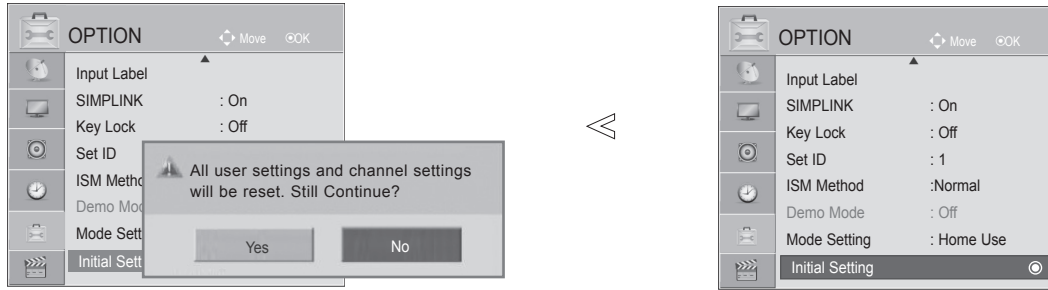 OPTION Move OK
Input Label
SIMPLINK : On
Key Lock : Off
Set ID
ISM Metho
Demo Mod
Mode Sett
Initial Sett
All user settings and channel settings
will be reset. Still Continue?
Yes No
OPTION Move OK
Input Label
SIMPLINK : On
Key Lock : Off
Set ID : 1
ISM Method :Normal
Demo Mode : Off
Mode Setting : Home Use
Initial Setting